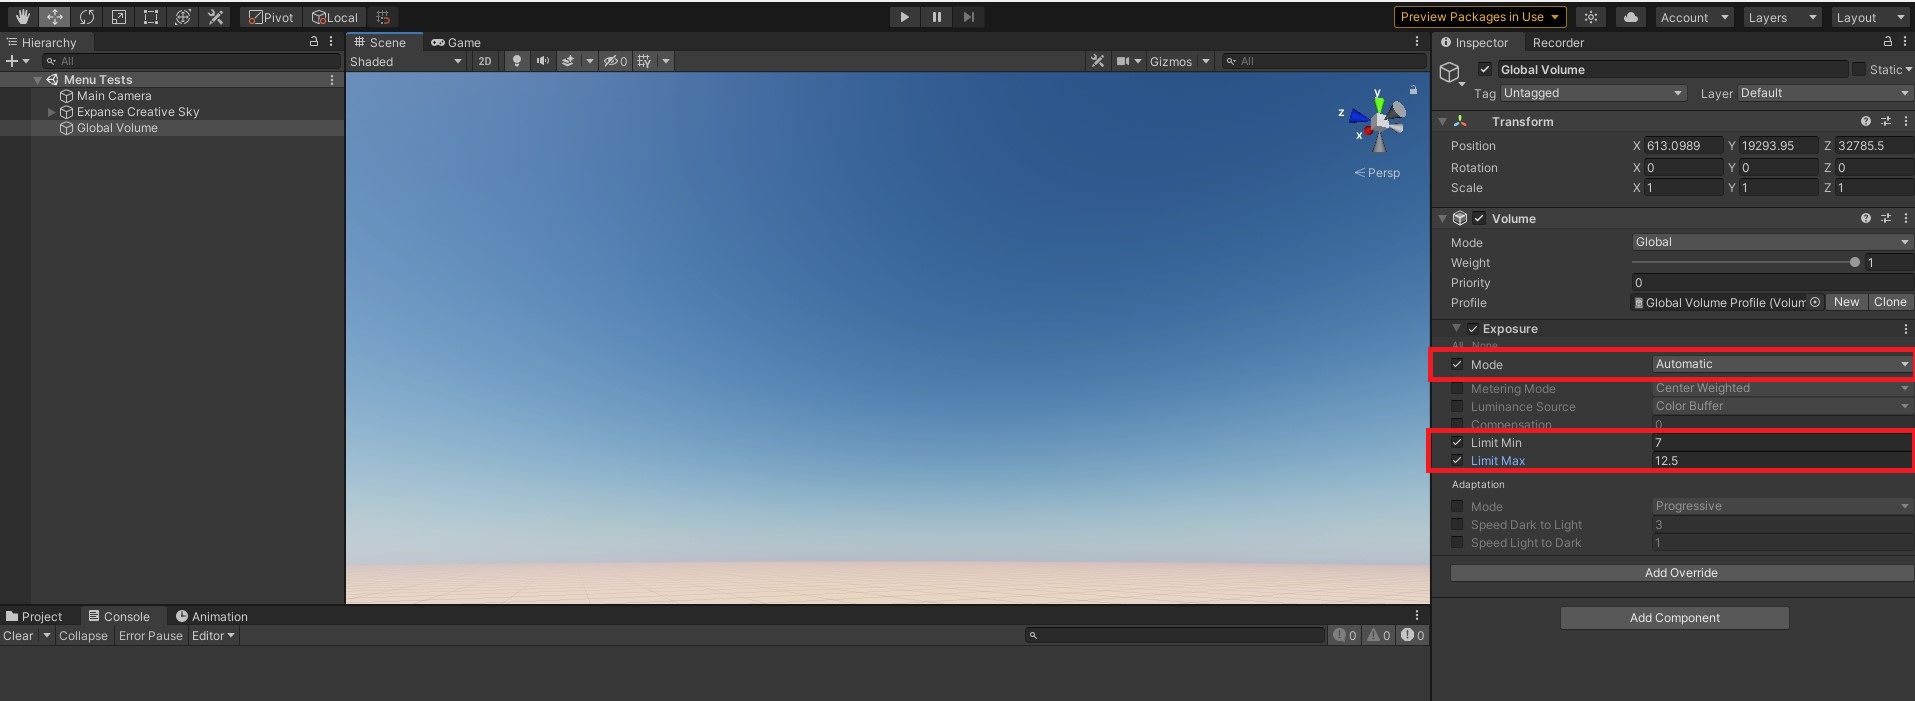 Pivot Local Preview Packages in Use Account Layers Layout
Hierarchy
All
Menu Tests
Main Camera
Expanse Creative Sky
Global Volume
Scene Game
Shaded 2D 0 Gizmos All
y
z
x
Persp
Project Console Animation
Clear Collapse Error Pause Editor 0 0 0
Inspector Recorder
Global Volume Static
Tag Untagged Layer Default
Transform
Position X 613.0989 Y 19293.95 Z 32785.5
Rotation X 0 Y 0 Z 0
Scale X 1 Y 1 Z 1
Volume
Mode Global
Weight 1
Priority 0
Profile Global Volume Profile (Volum New Clone
Exposure
All None
Mode Automatic
Metering Mode Center Weighted
Luminance Source Color Buffer
Compensation 0
Limit Min 7
Limit Max 12.5
Adaptation
Mode Progressive
Speed Dark to Light 3
Speed Light to Dark 1
Add Override
Add Component